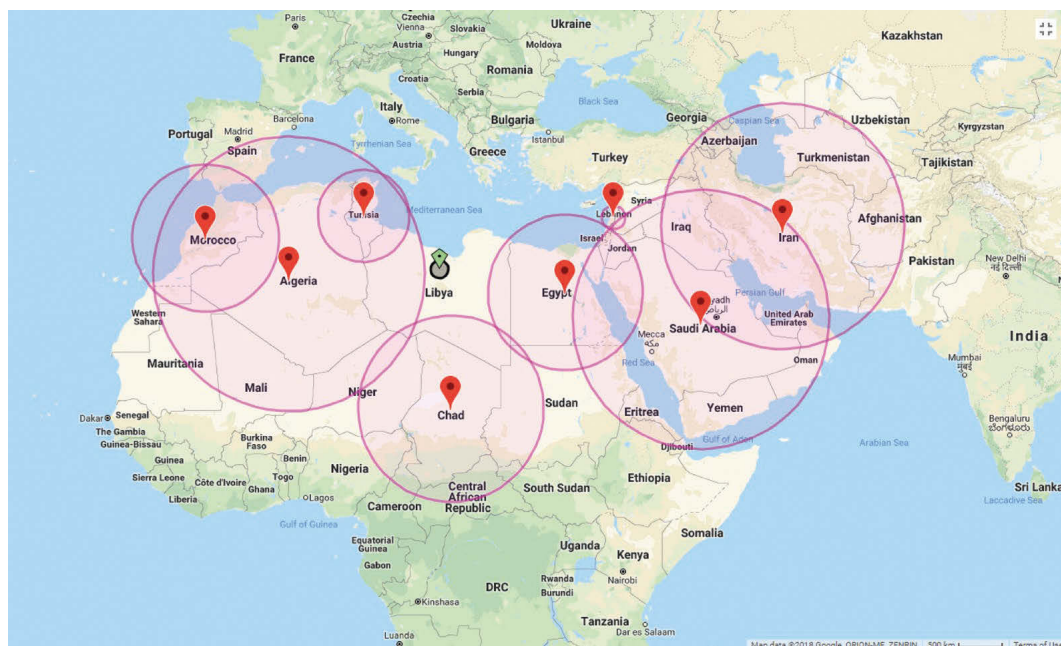 Paris
Czechia
Slovakia
Ukraine
Kazakhstan
Vienna
Austria
Hungary
Moldova
France
Romania
Croatia
Serbia
Italy
Rome
Bulgaria
Black Sea
Georgia
Caspian Sea
Uzbekistan
Kyrgyzstan
Barcelona
Portugal
Madrid
Spain
Tyrrhenian Sea
Istanbul
Greece
Turkey
Azerbaijan
Turkmenistan
Tajikistan
Tunisia
Mediterranean Sea
Lebanon
Syria
Iraq
Iran
Afghanistan
Morocco
Israel
Jordan
Pakistan
New Delhi
नई दिल्ली
Algeria
Libya
Egypt
Persian Gulf
Riyadh
الرياض
Saudi Arabia
United Arab
Emirates
Western
Sahara
Mecca
مكة
India
Mumbai
मुंबई
Mauritania
Mali
Niger
Red Sea
Oman
Chad
Sudan
Eritrea
Yemen
Dakar
Senegal
The Gambia
Guinea-Bissau
Burkina
Faso
Gulf of Aden
Djibouti
Arabian Sea
Bengaluru
ಬೆಂಗಳೂರು
Guinea
Benin
Nigeria
Sierra Leone
Côte d'Ivoire
Togo
Ghana
Liberia
Lagos
Central
African
Republic
South Sudan
Ethiopia
Sri Lanka
Laccadive Sea
Cameroon
Gulf of Guinea
Somalia
Equatorial
Guinea
Gabon
Uganda
Kenya
DRC
Rwanda
Burundi
Nairobi
Kinshasa
Tanzania
Dar es Salaam
Luanda
Map data ©2018 Google, ORION-ME, ZENRIN
500 km
Terms of Us